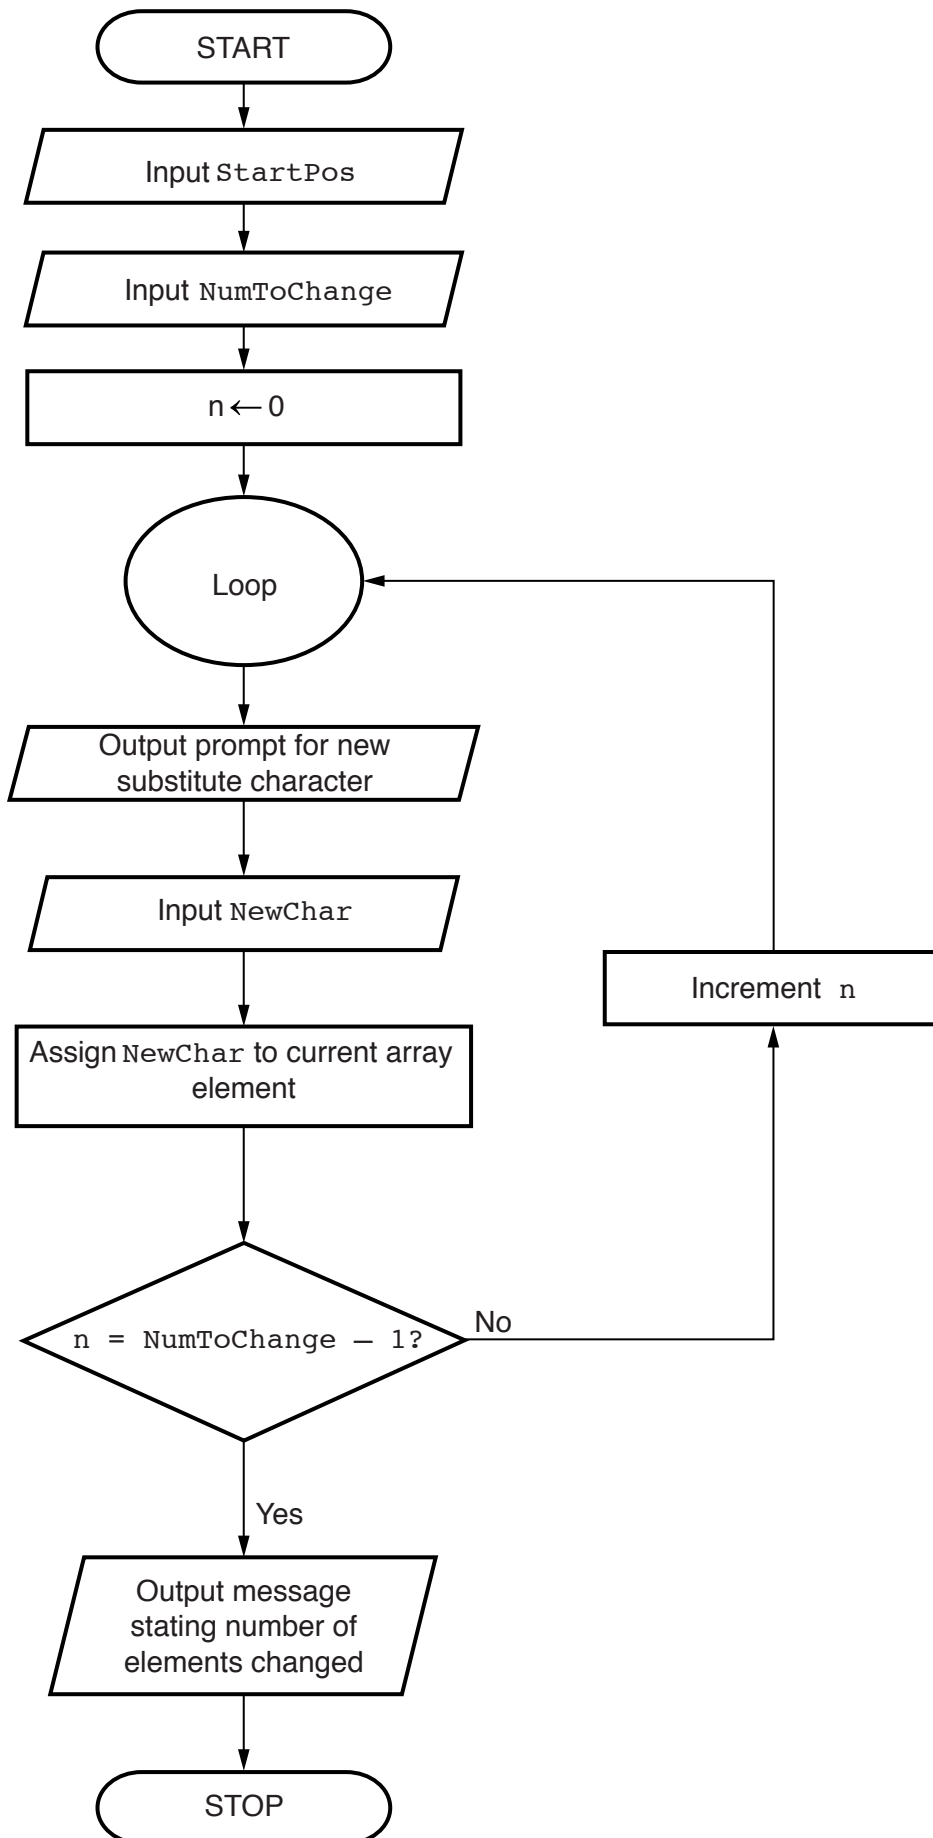 START
Input StartPos
Input NumToChange
n ← 0
Loop
Output prompt for new
substitute character
Input NewChar
Increment n
Assign NewChar to current array
element
n = NumToChange – 1?
No
Yes
Output message
stating number of
elements changed
STOP